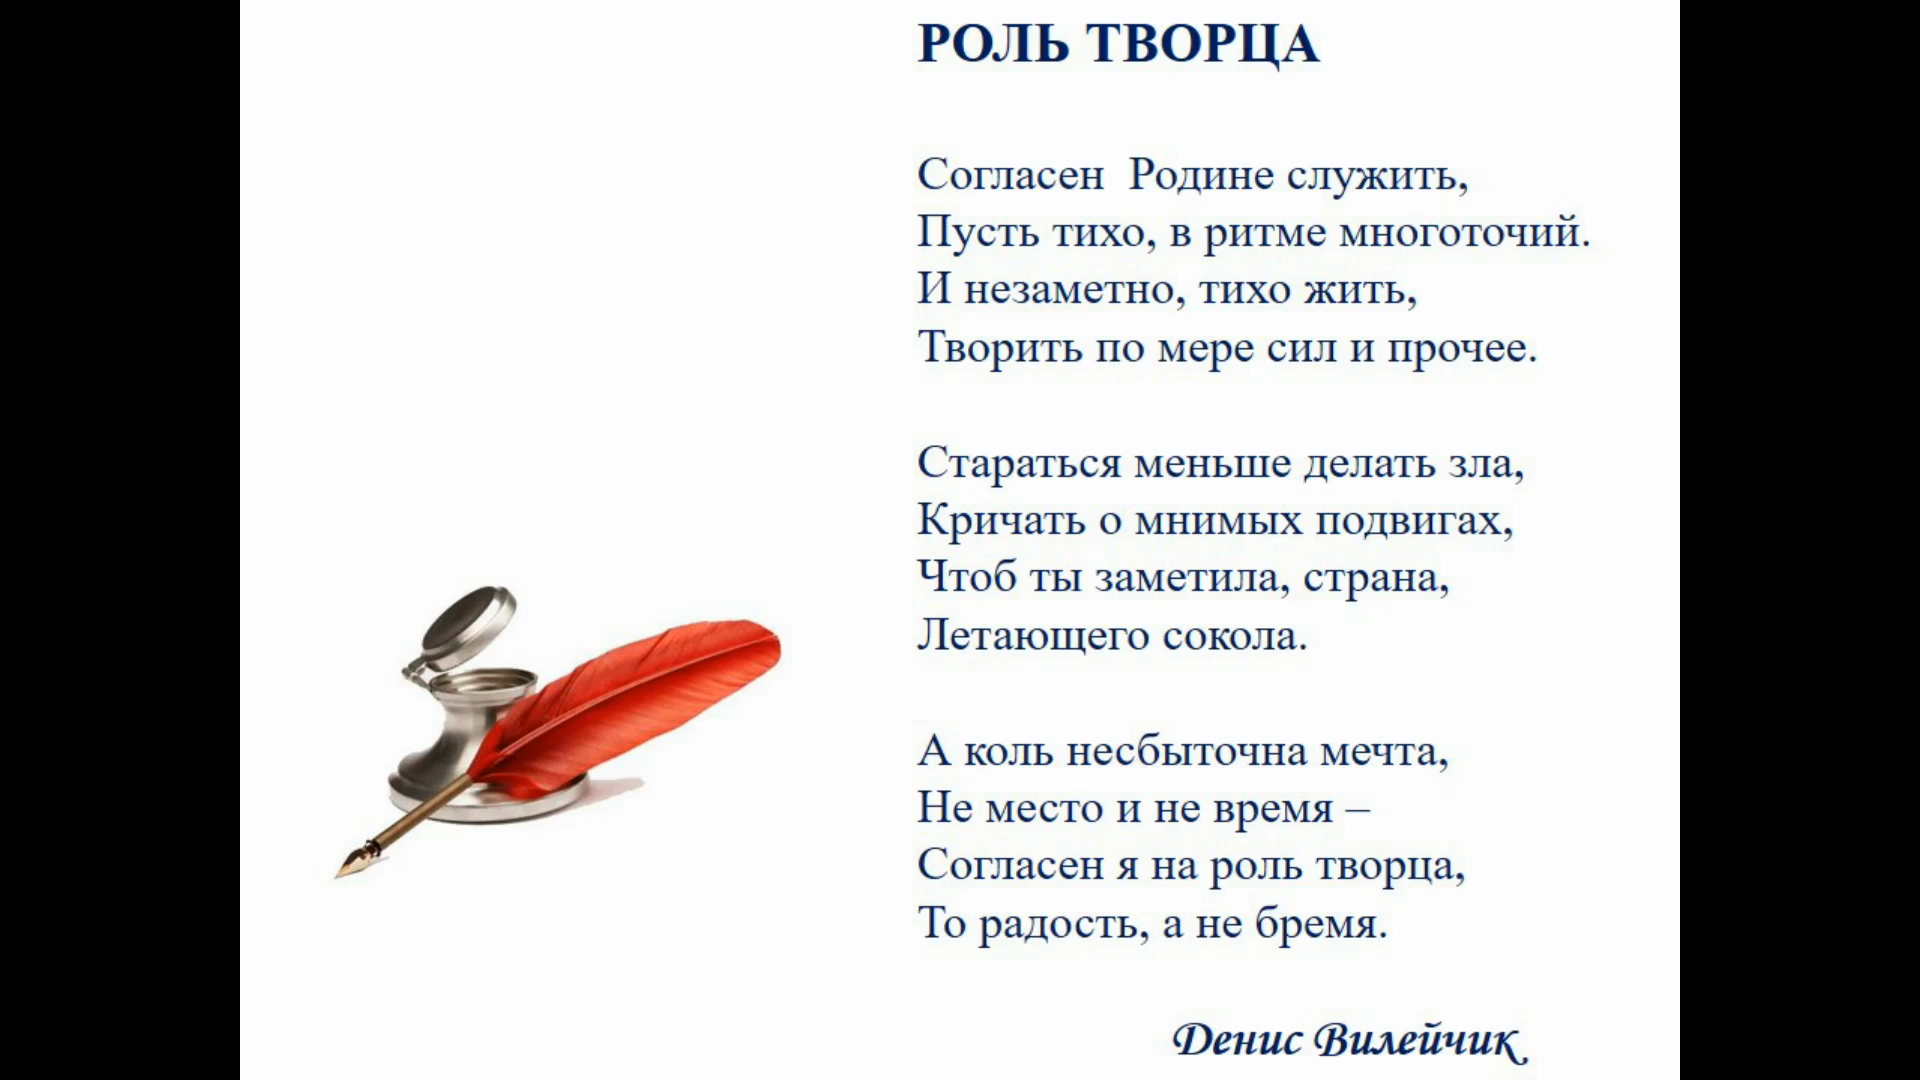 РОЛЬ ТВОРЦА
Согласен  Родине служить,
Пусть тихо, в ритме многоточий.
И незаметно, тихо жить,
Творить по мере сил и прочее.
Стараться меньше делать зла,
Кричать о мнимых подвигах,
Чтоб ты заметила, страна,
Летающего сокола.
А коль несбыточна мечта,
Не место и не время –
Согласен я на роль творца,
То радость, а не бремя.
Денис Вилейчик